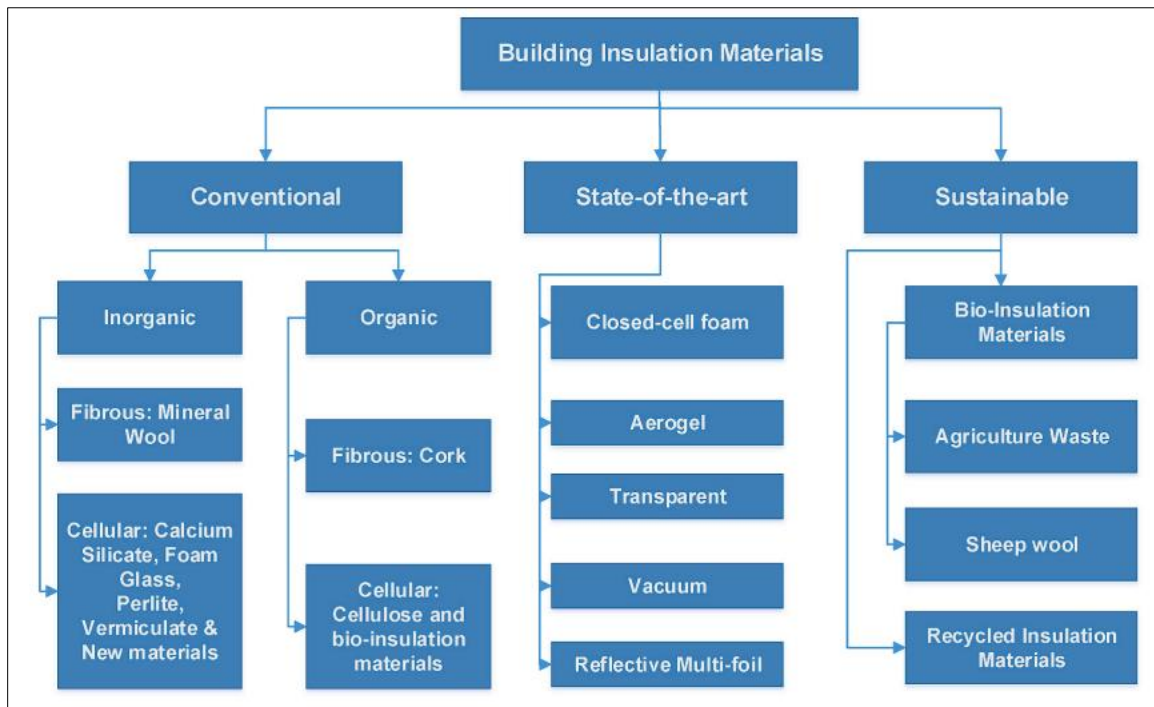 Building Insulation Materials
Conventional
State-of-the-art
Sustainable
Inorganic
Organic
Closed-cell foam
Bio-Insulation
Materials
Fibrous: Mineral
Wool
Fibrous: Cork
Aerogel
Agriculture Waste
Transparent
Cellular: Calcium
Silicate, Foam
Glass,
Perlite,
Vermiculate &
New materials
Cellular:
Cellulose and
bio-insulation
materials
Vacuum
Sheep wool
Reflective Multi-foil
Recycled Insulation
Materials